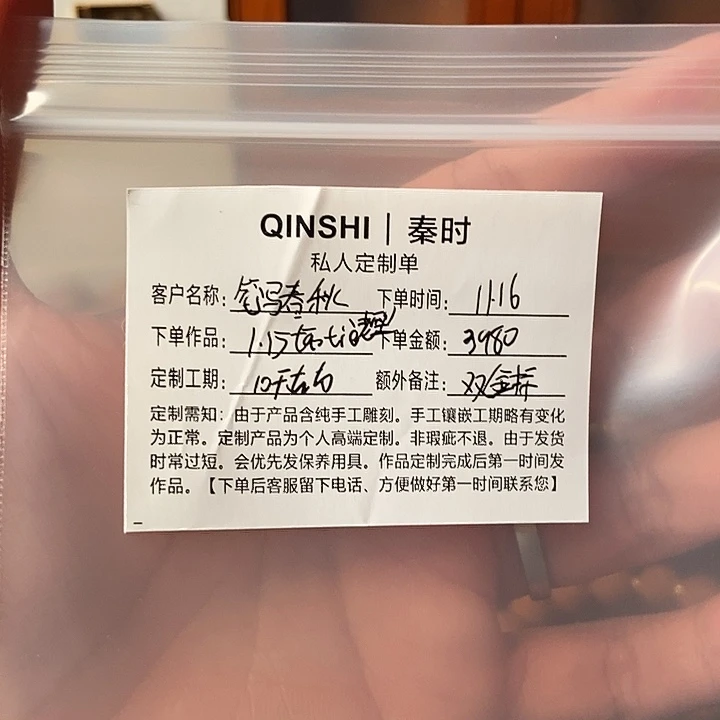 QINSHI | 秦时
私人定制单
客户名称: 下单时间: 11.16
下单作品: 1.15 下单金额: 3980
定制工期: 10天左右 额外备注: 双金标
定制需知：由于产品含纯手工雕刻。手工镶嵌工期略有变化
为正常。定制产品为个人高端定制。非瑕疵不退。由于发货
时常过短。会优先发保养用具。作品定制完成后第一时间发
作品。【下单后客服留下电话、方便做好第一时间联系您】